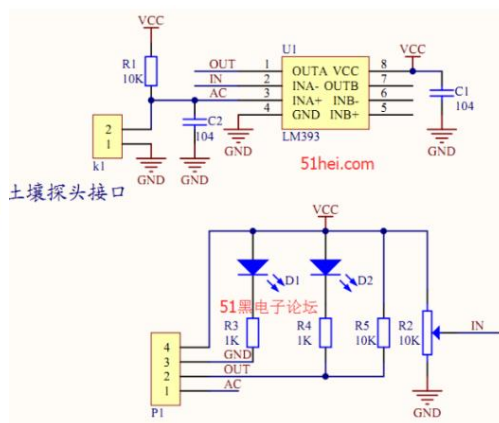 VCC
R1
10K
OUT
IN
AC
U1
1 OUTA VCC 8
2 INA- OUTB 7
3 INA+ INB- 6
4 GND INB+ 5
LM393
VCC
C1
104
GND
C2
104
GND
GND
2
1
k1
GND
51hei.com
土壤探头接口
VCC
D1
D2
51黑电子论坛
R3
1K
R4
1K
R5
10K
R2
10K
IN
4
3 GND
2 OUT
1 AC
P1
GND